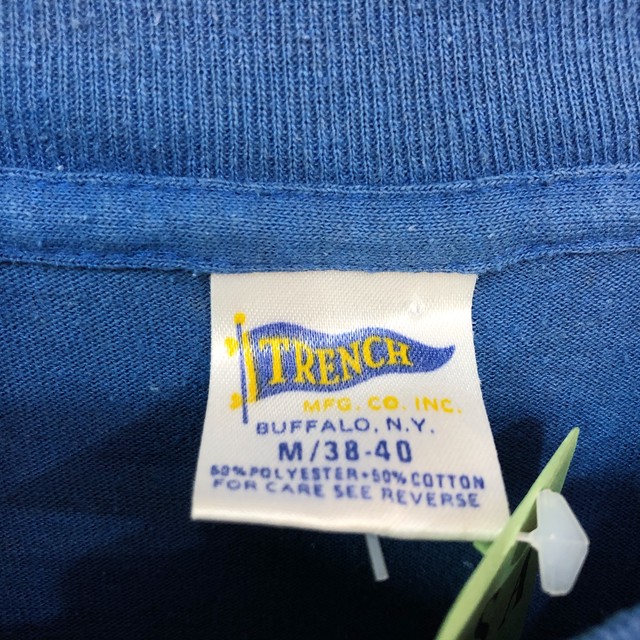 TRENCH
MFG. CO. INC.
BUFFALO, N.Y.
M/38-40
50% POLYESTER • 50% COTTON
FOR CARE SEE REVERSE